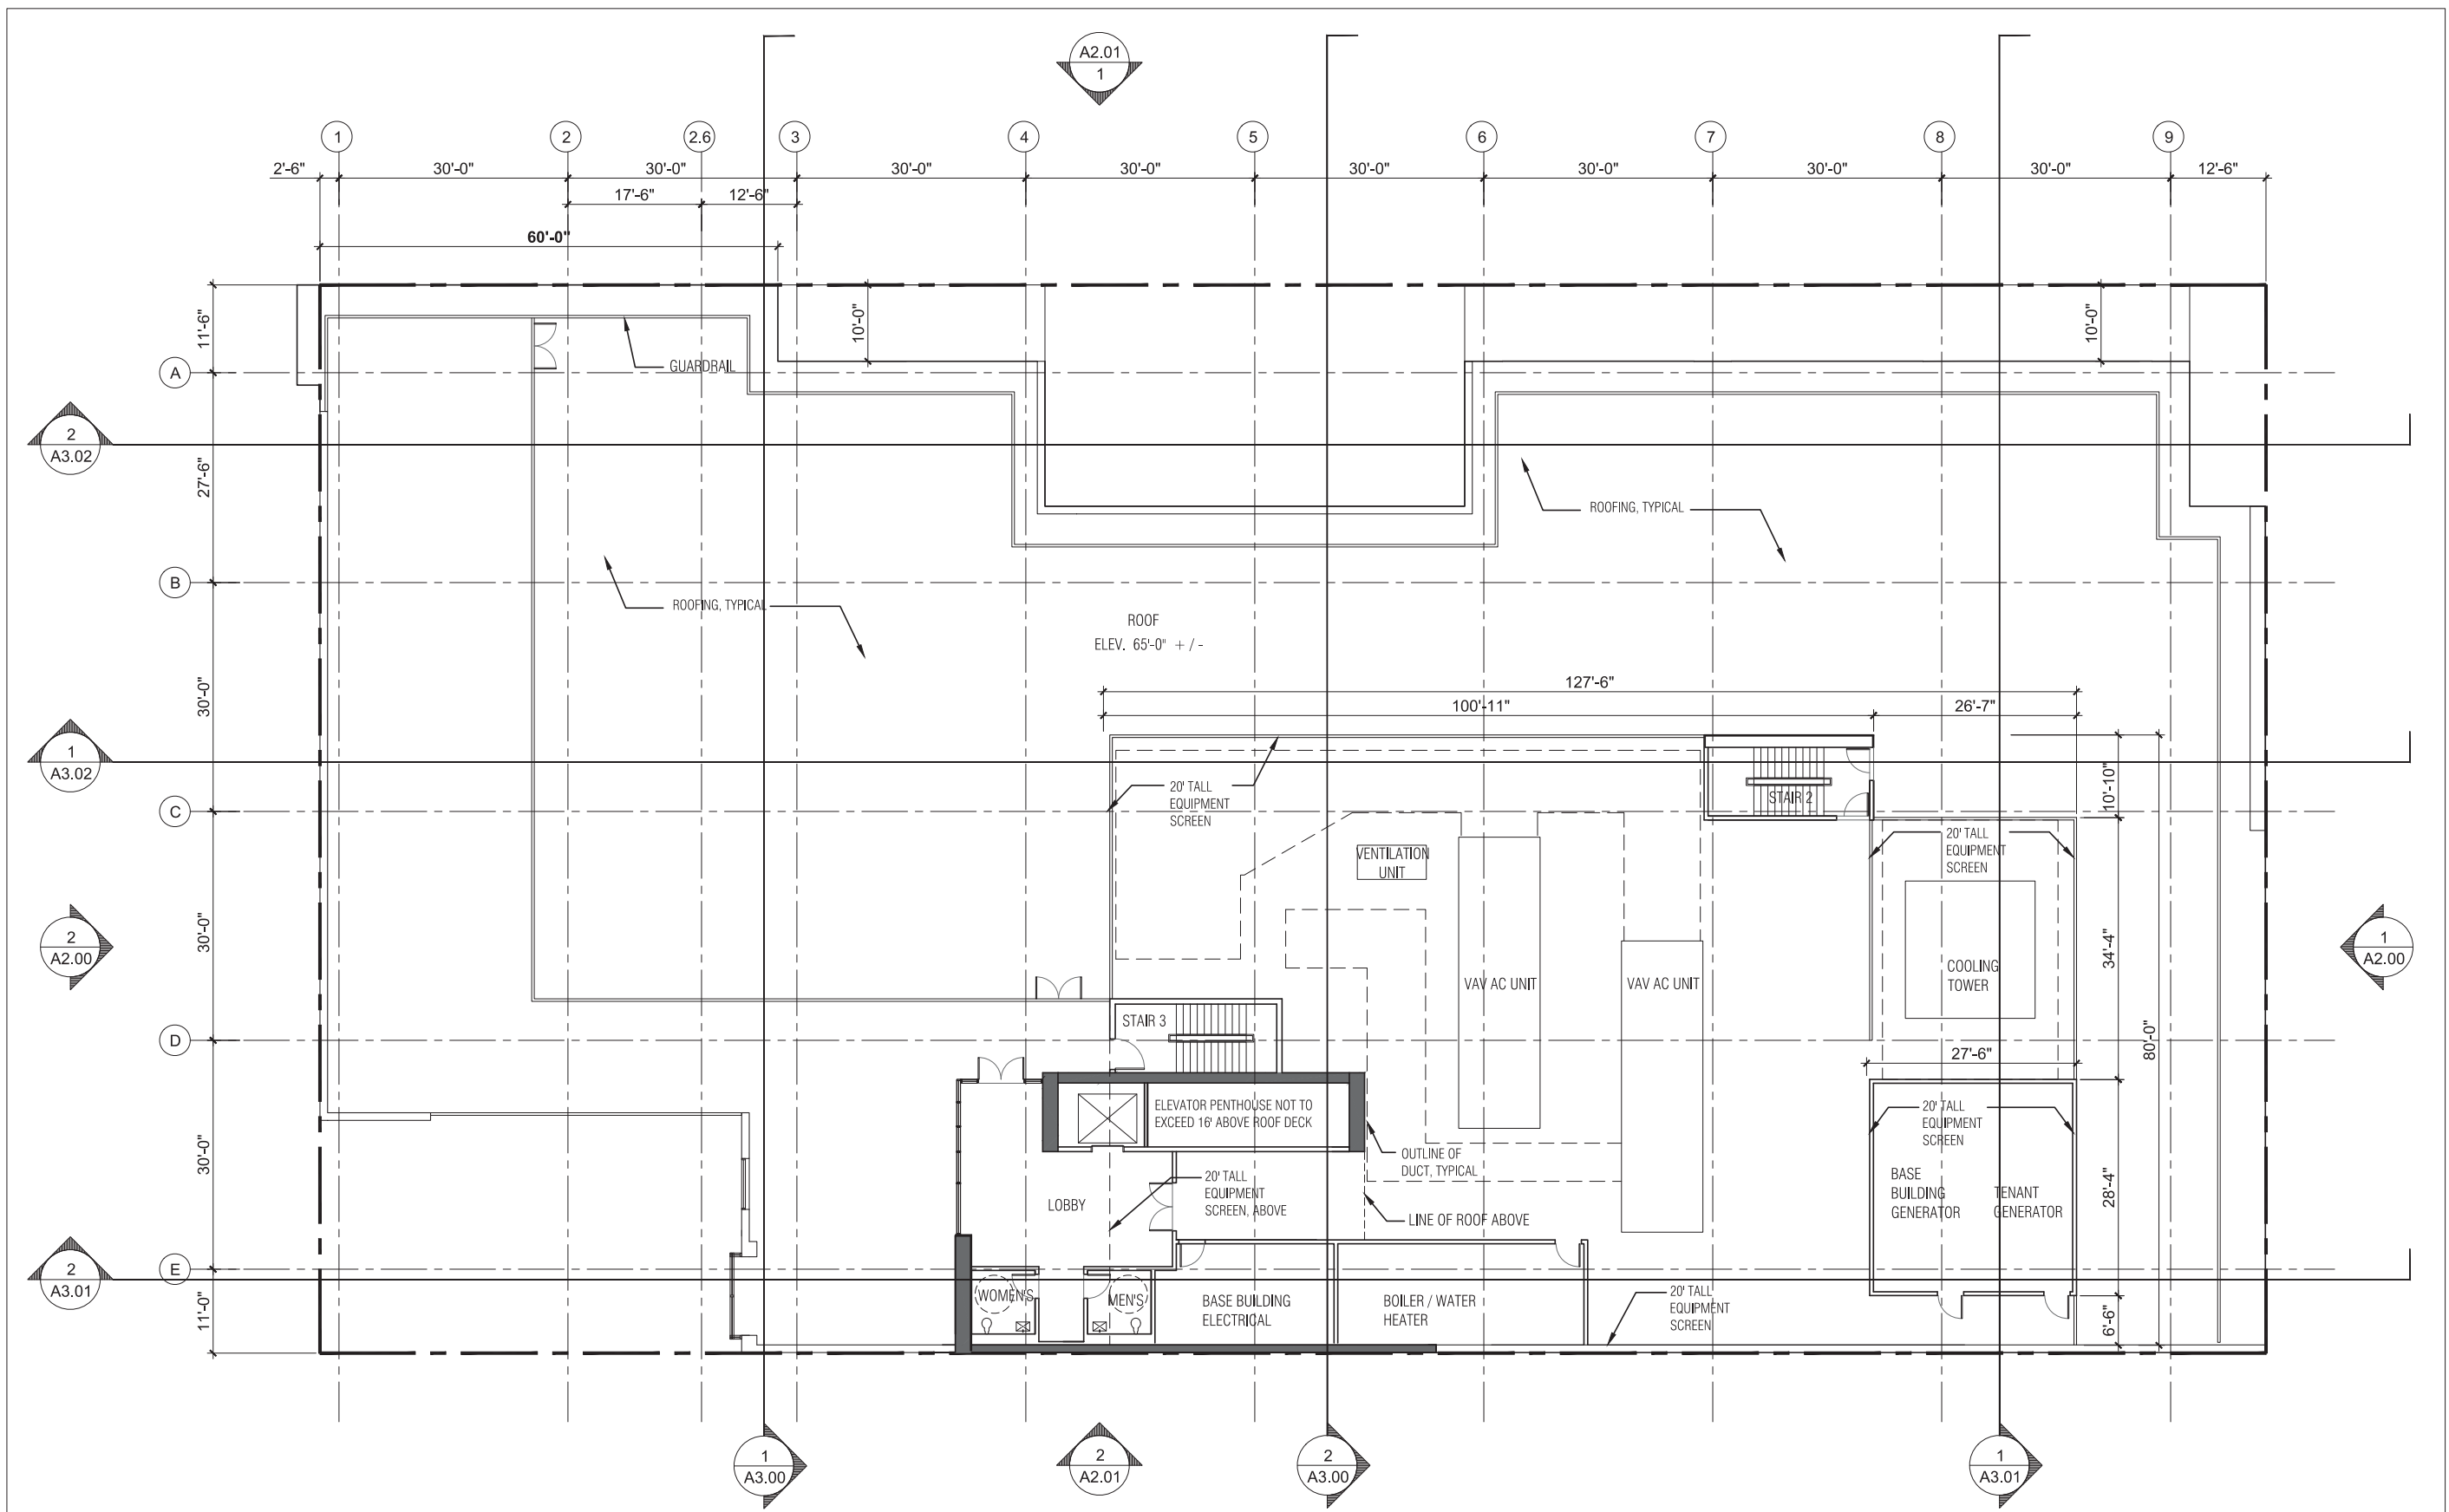 A2.01
1
1
2
2.6
3
4
5
6
7
8
9
2'-6"
30'-0"
30'-0"
30'-0"
30'-0"
30'-0"
30'-0"
30'-0"
30'-0"
12'-6"
17'-6"
12'-6"
60'-0"
11'-6"
10'-0"
10'-0"
GUARDRAIL
A
2
A3.02
27'-6"
ROOFING, TYPICAL
B
ROOFING, TYPICAL
ROOF
ELEV. 65'-0" + / -
30'-0"
127'-6"
100'-11"
26'-7"
1
A3.02
20' TALL
EQUIPMENT
SCREEN
STAIR 2
10'-10"
C
20' TALL
EQUIPMENT
SCREEN
VENTILATION
UNIT
30'-0"
2
A2.00
34'-4"
1
A2.00
VAV AC UNIT
VAV AC UNIT
COOLING
TOWER
STAIR 3
D
80'-0"
27'-6"
ELEVATOR PENTHOUSE NOT TO
EXCEED 16' ABOVE ROOF DECK
20' TALL
EQUIPMENT
SCREEN
30'-0"
OUTLINE OF
DUCT, TYPICAL
20' TALL
EQUIPMENT
SCREEN, ABOVE
LOBBY
LINE OF ROOF ABOVE
BASE
BUILDING
GENERATOR
TENANT
GENERATOR
28'-4"
E
2
A3.01
11'-0"
WOMEN'S
MEN'S
BASE BUILDING
ELECTRICAL
BOILER / WATER
HEATER
20' TALL
EQUIPMENT
SCREEN
6'-6"
1
A3.00
2
A2.01
2
A3.00
1
A3.01